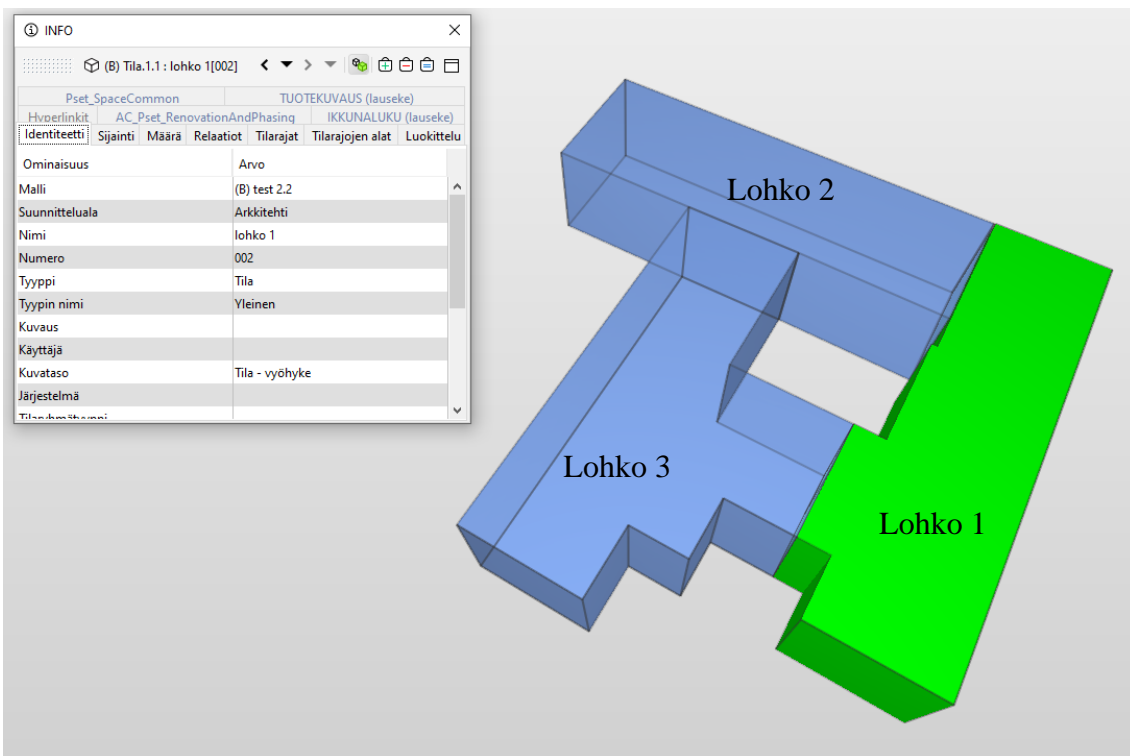 INFO
(B) Tila.1.1 : lohko 1[002]
Pset_SpaceCommon TUOTEKUVAUS (lauseke)
Hyperlinkit AC_Pset_RenovationAndPhasing IKKUNALUKU (lauseke)
Identiteetti Sijainti Määrä Relaatiot Tilarajat Tilarajojen alat Luokittelu
Ominaisuus Arvo
Malli (B) test 2.2
Suunnitteluala Arkkitehti
Nimi lohko 1
Numero 002
Tyyppi Tila
Tyypin nimi Yleinen
Kuvaus
Käyttäjä
Kuvataso Tila - vyöhyke
Järjestelmä
Lohko 2
Lohko 3
Lohko 1